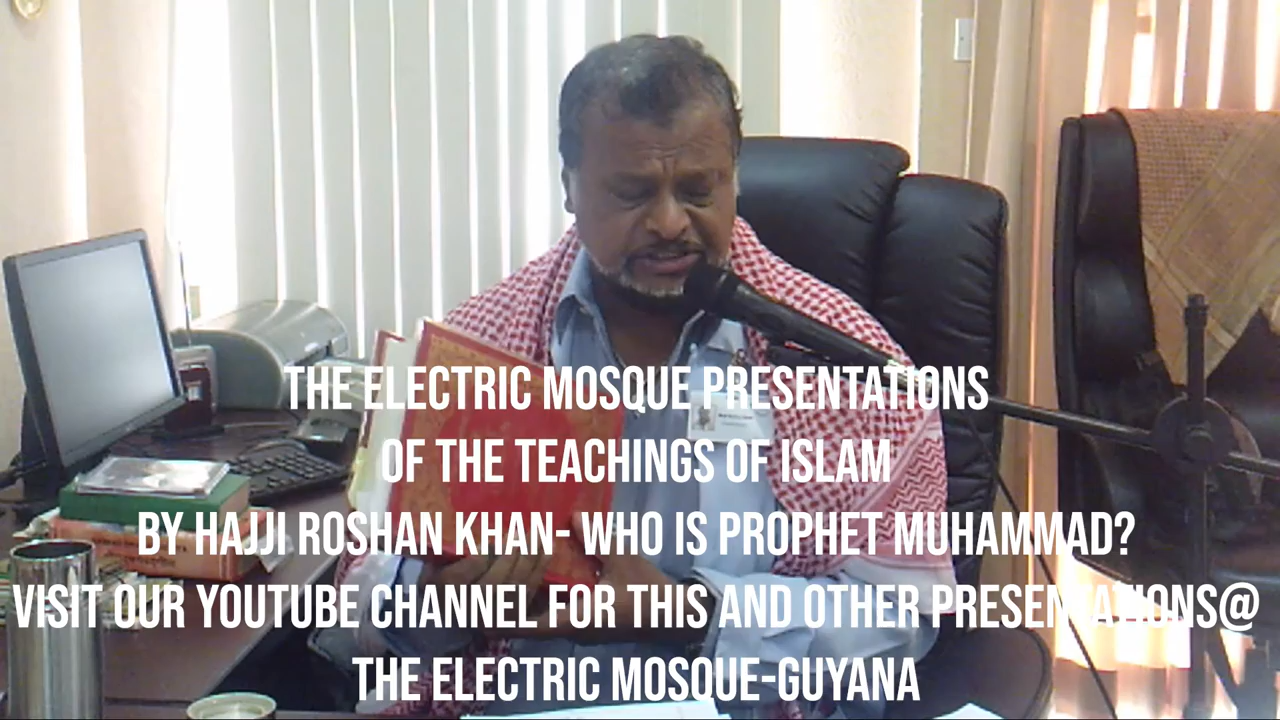 THE ELECTRIC MOSQUE PRESENTATIONS
OF THE TEACHINGS OF ISLAM
BY HAJJI ROSHAN KHAN- WHO IS PROPHET MUHAMMAD?
VISIT OUR YOUTUBE CHANNEL FOR THIS AND OTHER PRESENTATIONS@
THE ELECTRIC MOSQUE-GUYANA